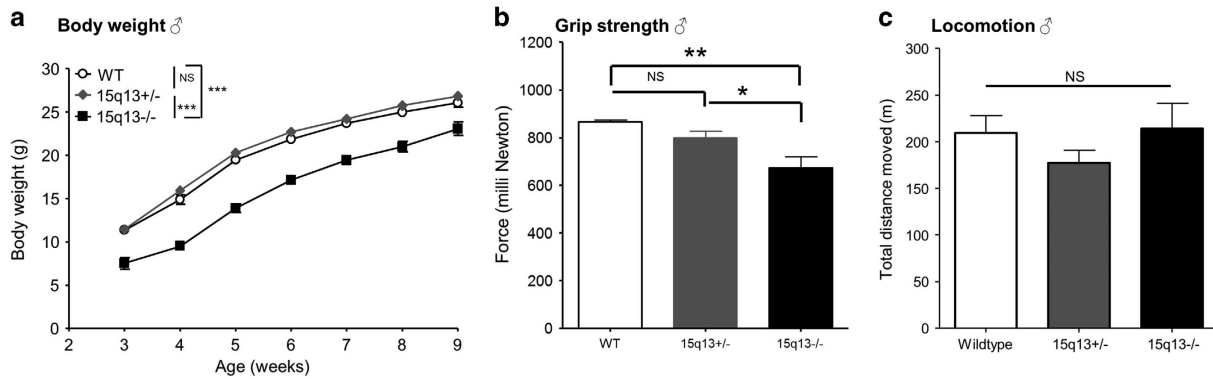 a Body weight ♂
WT
15q13+/-
15q13-/-
NS
***
***
Body weight (g)
30
25
20
15
10
5
0
2 3 4 5 6 7 8 9
Age (weeks)
b Grip strength ♂
Force (milli Newton)
1200
1000
800
600
400
200
0
**
NS
*
WT 15q13+/- 15q13-/-
c Locomotion ♂
Total distance moved (m)
300
250
200
150
100
50
0
NS
Wildtype 15q13+/- 15q13-/-